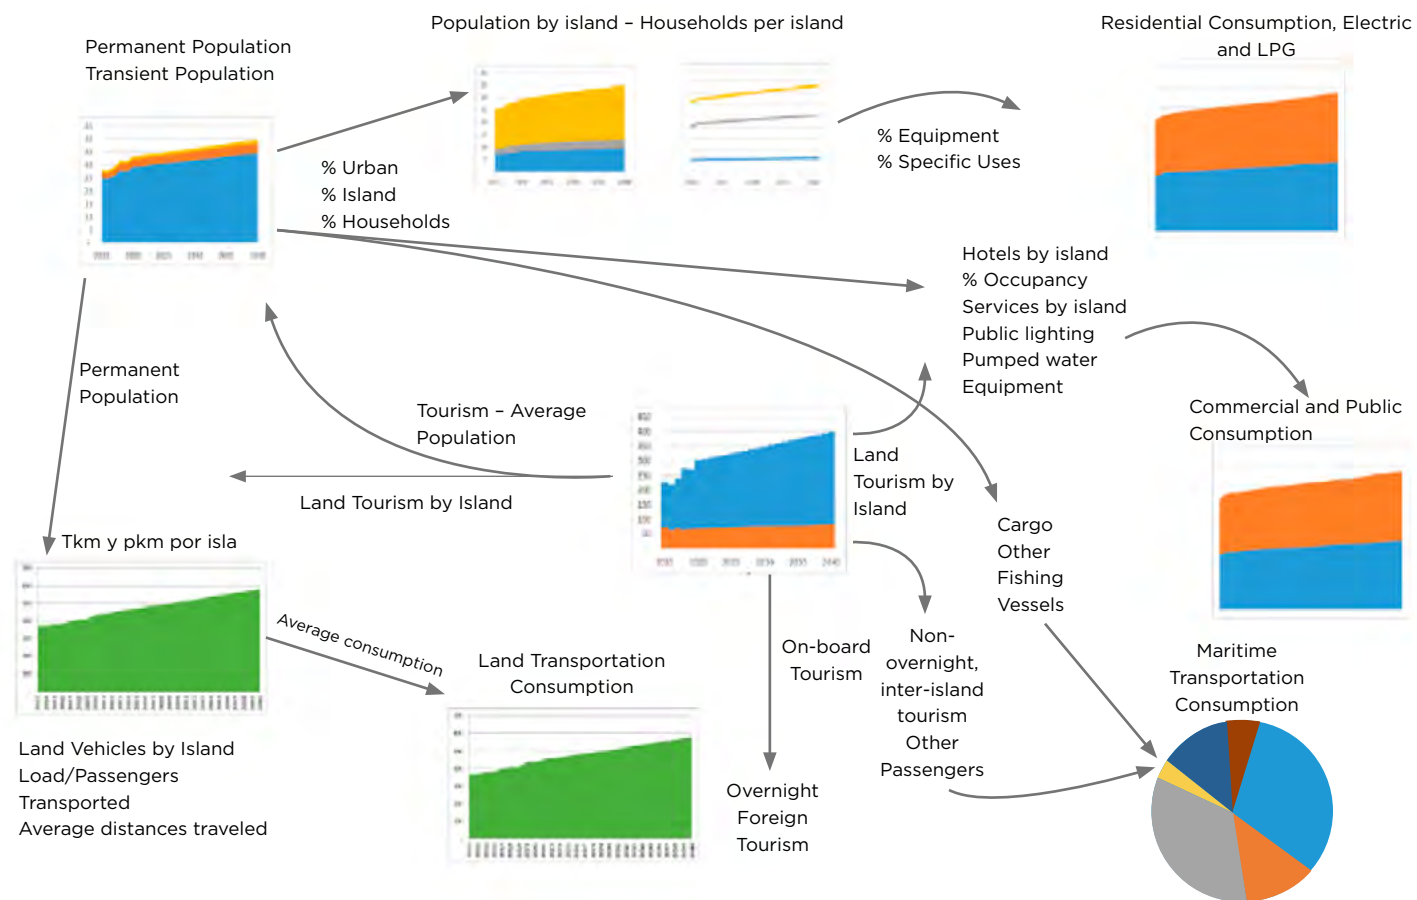 Population by island – Households per island
Residential Consumption, Electric
and LPG
Permanent Population
Transient Population
% Urban
% Island
% Households
% Equipment
% Specific Uses
Hotels by island
% Occupancy
Services by island
Public lighting
Pumped water
Equipment
Permanent
Population
Tourism – Average
Population
Land Tourism by Island
Land
Tourism by
Island
Commercial and Public
Consumption
Tkm y pkm por isla
Cargo
Other
Fishing
Vessels
Average consumption
Land Transportation
Consumption
On-board
Tourism
Non-
overnight,
inter-island
tourism
Other
Passengers
Maritime
Transportation
Consumption
Land Vehicles by Island
Load/Passengers
Transported
Average distances traveled
Overnight
Foreign
Tourism